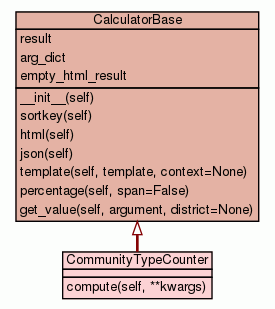 CalculatorBase
result
arg_dict
empty_html_result
__init__(self)
sortkey(self)
html(self)
json(self)
template(self, template, context=None)
percentage(self, span=False)
get_value(self, argument, district=None)
CommunityTypeCounter
compute(self, **kwargs)